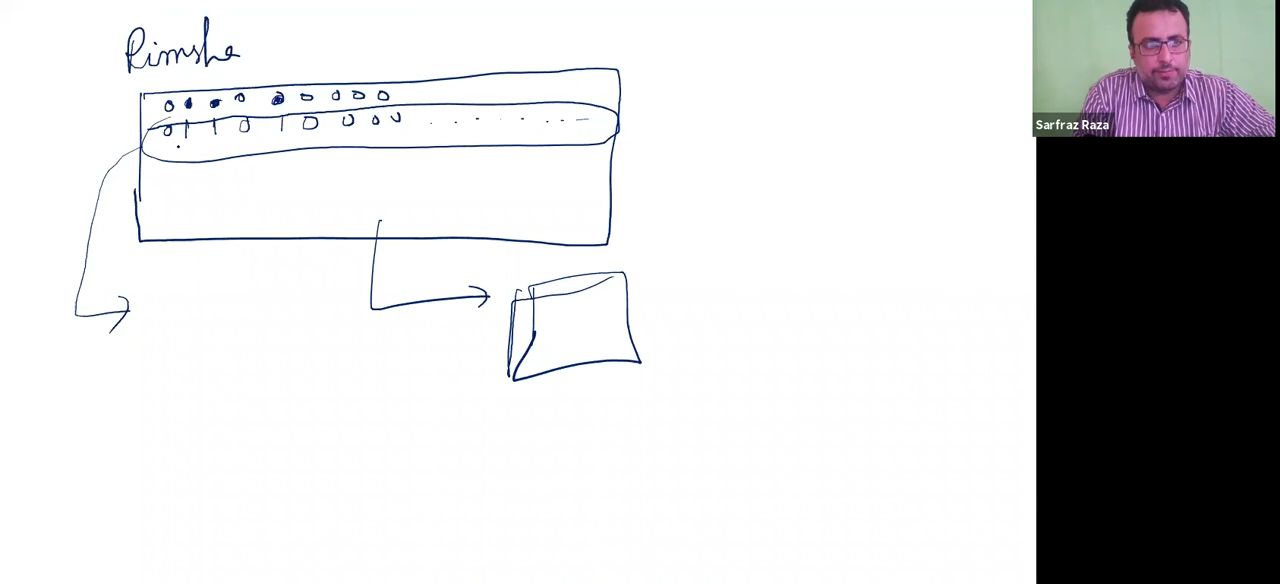 Rimsha
0 1 1 0 1 0 0 0 0 . . . . . . .
Sarfraz Raza